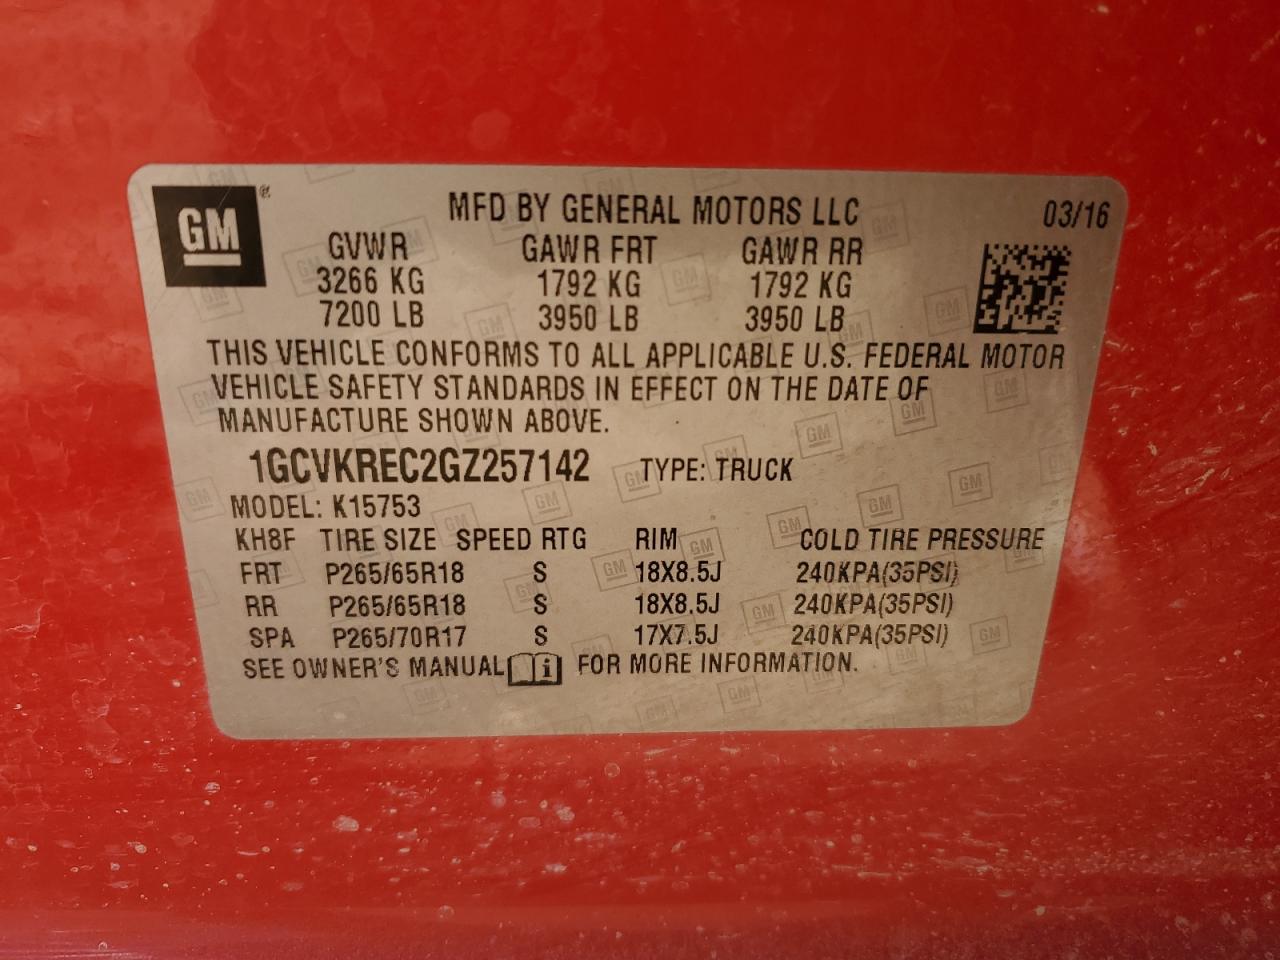 GM ® MFD BY GENERAL MOTORS LLC 03/16
GVWR GAWR FRT GAWR RR
3266 KG 1792 KG 1792 KG
7200 LB 3950 LB 3950 LB
THIS VEHICLE CONFORMS TO ALL APPLICABLE U.S. FEDERAL MOTOR
VEHICLE SAFETY STANDARDS IN EFFECT ON THE DATE OF
MANUFACTURE SHOWN ABOVE.
1GCVKREC2GZ257142 TYPE: TRUCK
MODEL: K15753
KH8F TIRE SIZE SPEED RTG RIM COLD TIRE PRESSURE
FRT P265/65R18 S 18X8.5J 240KPA(35PSI)
RR P265/65R18 S 18X8.5J 240KPA(35PSI)
SPA P265/70R17 S 17X7.5J 240KPA(35PSI)
SEE OWNER'S MANUAL i FOR MORE INFORMATION.